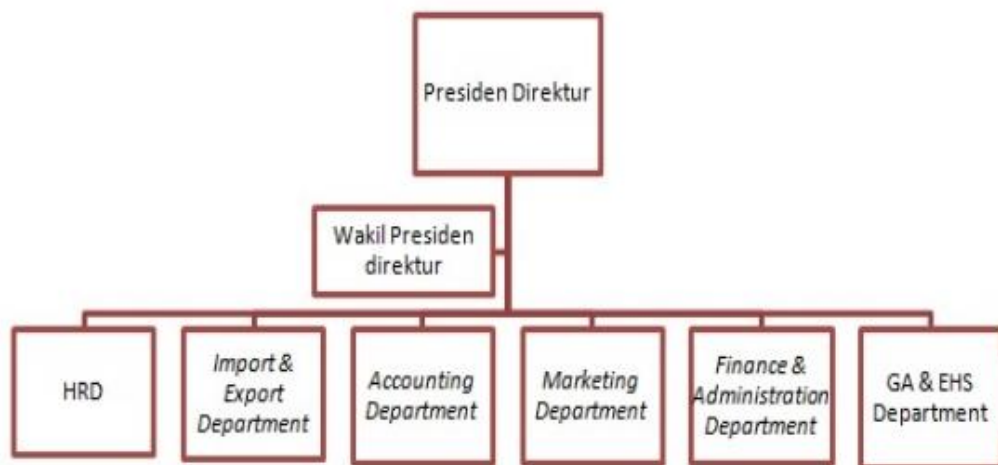 Presiden Direktur
Wakil Presiden
direktur
HRD
Import &
Export
Department
Accounting
Department
Marketing
Department
Finance &
Administration
Department
GA & EHS
Department